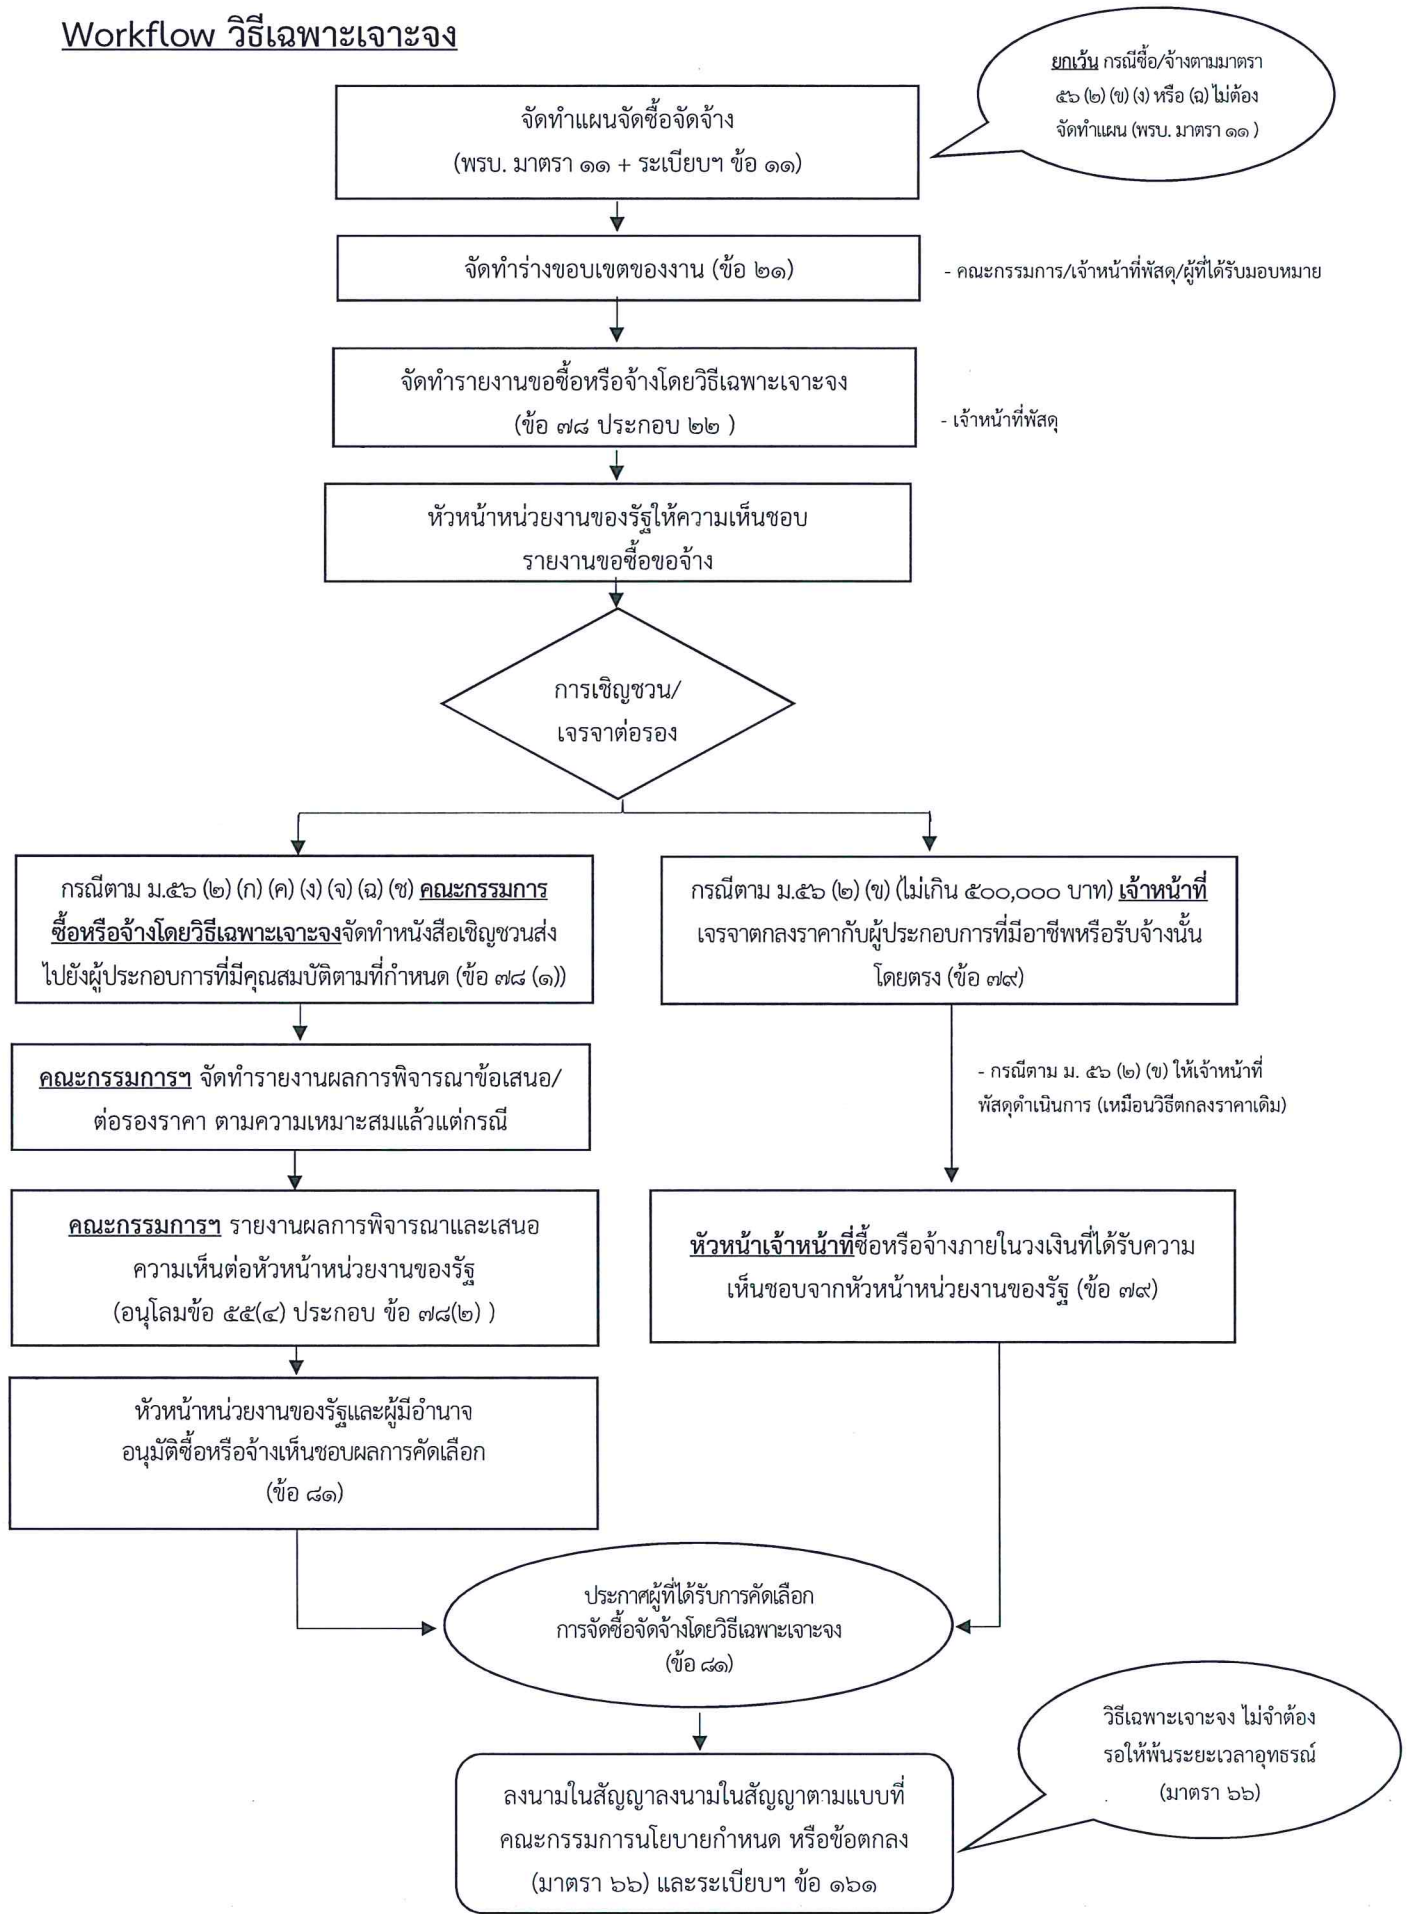 Workflow วิธีเฉพาะเจาะจง
ยกเว้น กรณีซื้อ/จ้างตามมาตรา
๕๖ (๒) (ข) (ง) หรือ (ฉ) ไม่ต้อง
จัดทำแผน (พรบ. มาตรา ๑๑ )
จัดทำแผนจัดซื้อจัดจ้าง
(พรบ. มาตรา ๑๑ + ระเบียบฯ ข้อ ๑๑)
จัดทำร่างขอบเขตของงาน (ข้อ ๒๑)
- คณะกรรมการ/เจ้าหน้าที่พัสดุ/ผู้ที่ได้รับมอบหมาย
จัดทำรายงานขอซื้อหรือจ้างโดยวิธีเฉพาะเจาะจง
(ข้อ ๗๘ ประกอบ ๒๒ )
- เจ้าหน้าที่พัสดุ
หัวหน้าหน่วยงานของรัฐให้ความเห็นชอบ
รายงานขอซื้อขอจ้าง
การเชิญชวน/
เจรจาต่อรอง
กรณีตาม ม.๕๖ (๒) (ก) (ค) (ง) (จ) (ฉ) (ช) คณะกรรมการ
ซื้อหรือจ้างโดยวิธีเฉพาะเจาะจงจัดทำหนังสือเชิญชวนส่ง
ไปยังผู้ประกอบการที่มีคุณสมบัติตามที่กำหนด (ข้อ ๗๘ (๑))
กรณีตาม ม.๕๖ (๒) (ข) (ไม่เกิน ๕๐๐,๐๐๐ บาท) เจ้าหน้าที่
เจรจาตกลงราคากับผู้ประกอบการที่มีอาชีพหรือรับจ้างนั้น
โดยตรง (ข้อ ๗๙)
คณะกรรมการฯ จัดทำรายงานผลการพิจารณาข้อเสนอ/
ต่อรองราคา ตามความเหมาะสมแล้วแต่กรณี
- กรณีตาม ม. ๕๖ (๒) (ข) ให้เจ้าหน้าที่
พัสดุดำเนินการ (เหมือนวิธีตกลงราคาเดิม)
คณะกรรมการฯ รายงานผลการพิจารณาและเสนอ
ความเห็นต่อหัวหน้าหน่วยงานของรัฐ
(อนุโลมข้อ ๕๕(๔) ประกอบ ข้อ ๗๘(๒) )
หัวหน้าเจ้าหน้าที่ซื้อหรือจ้างภายในวงเงินที่ได้รับความ
เห็นชอบจากหัวหน้าหน่วยงานของรัฐ (ข้อ ๗๙)
หัวหน้าหน่วยงานของรัฐและผู้มีอำนาจ
อนุมัติซื้อหรือจ้างเห็นชอบผลการคัดเลือก
(ข้อ ๘๑)
ประกาศผู้ที่ได้รับการคัดเลือก
การจัดซื้อจัดจ้างโดยวิธีเฉพาะเจาะจง
(ข้อ ๘๑)
วิธีเฉพาะเจาะจง ไม่จำต้อง
รอให้พ้นระยะเวลาอุทธรณ์
(มาตรา ๖๖)
ลงนามในสัญญาลงนามในสัญญาตามแบบที่
คณะกรรมการนโยบายกำหนด หรือข้อตกลง
(มาตรา ๖๖) และระเบียบฯ ข้อ ๑๖๑